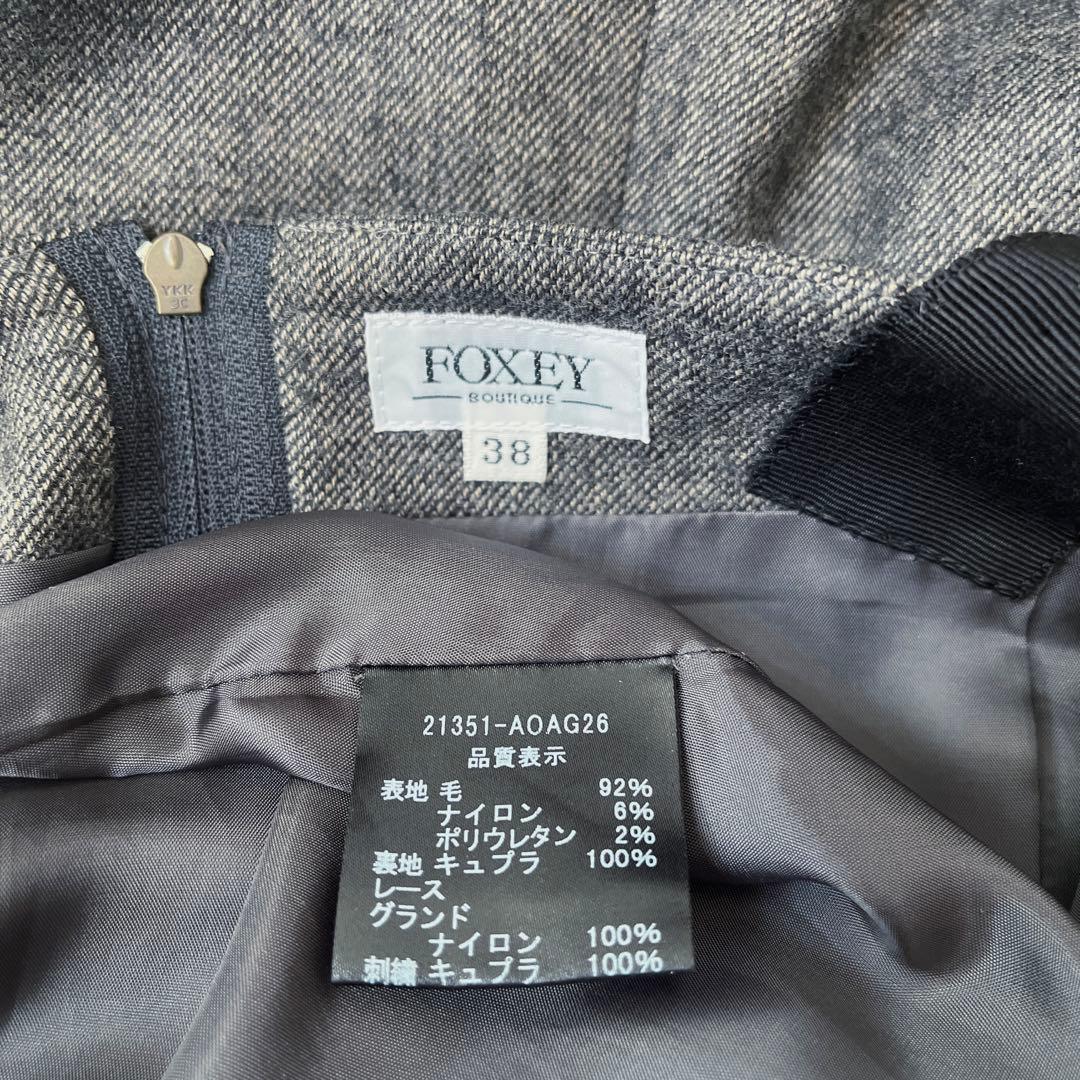 YKK
3C
FOXEY
BOUTIQUE
38
21351-AOAG26
品質表示
表地 毛 92%
ナイロン 6%
ポリウレタン 2%
裏地 キュプラ 100%
レース
グランド
ナイロン 100%
刺繍 キュプラ 100%